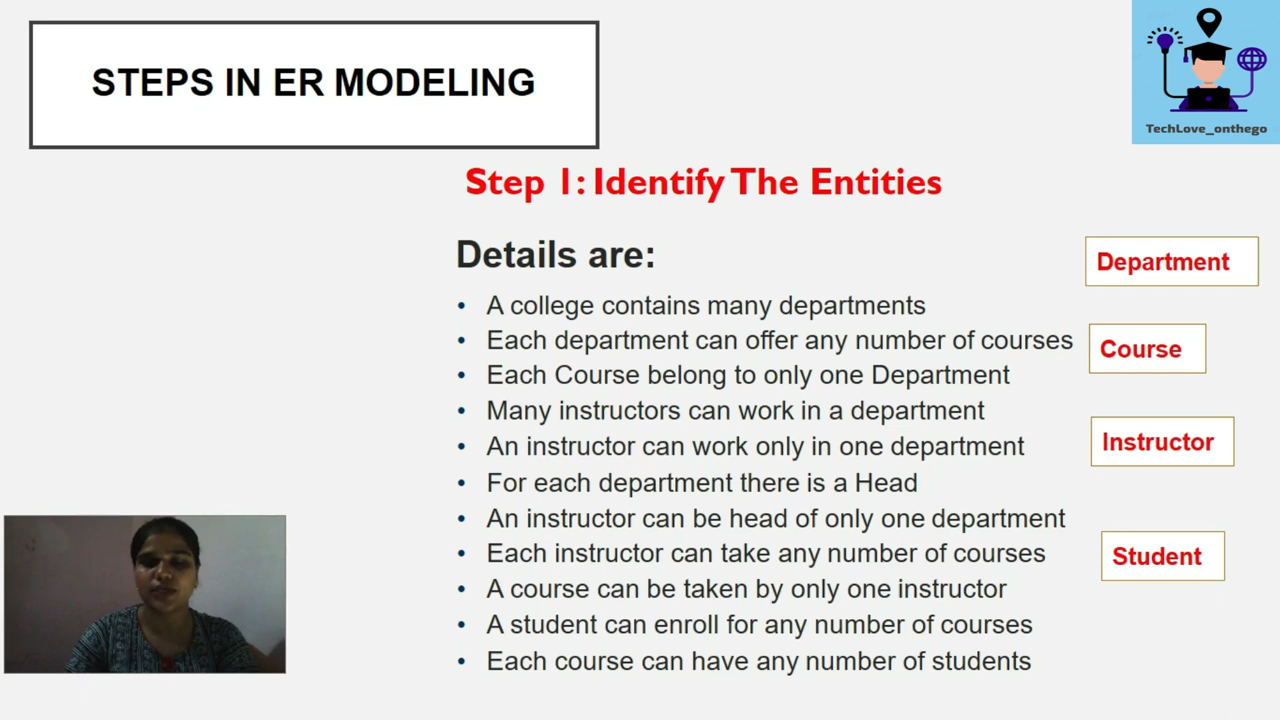 STEPS IN ER MODELING
TechLove_onthego
Step 1: Identify The Entities
Details are:
• A college contains many departments
• Each department can offer any number of courses
• Each Course belong to only one Department
• Many instructors can work in a department
• An instructor can work only in one department
• For each department there is a Head
• An instructor can be head of only one department
• Each instructor can take any number of courses
• A course can be taken by only one instructor
• A student can enroll for any number of courses
• Each course can have any number of students
Department
Course
Instructor
Student